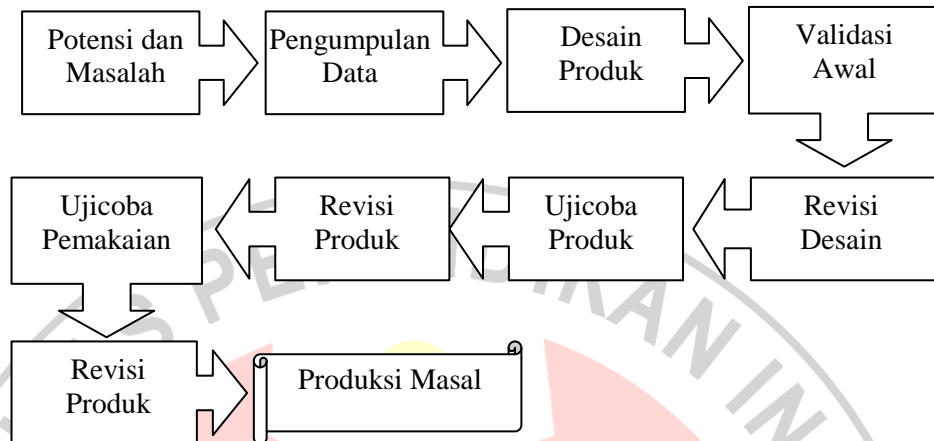 Potensi dan
Masalah
Pengumpulan
Data
Desain
Produk
Validasi
Awal
Revisi
Desain
Ujicoba
Produk
Revisi
Produk
Ujicoba
Pemakaian
Revisi
Produk
Produksi Masal